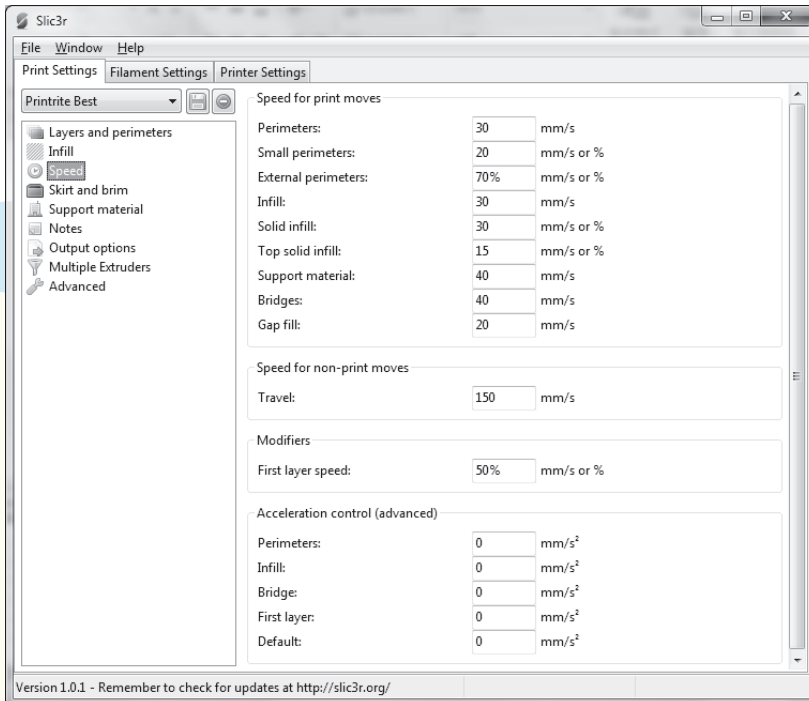 Slic3r
File Window Help
Print Settings Filament Settings Printer Settings
Printrite Best
Layers and perimeters
Infill
Speed
Skirt and brim
Support material
Notes
Output options
Multiple Extruders
Advanced
Speed for print moves
Perimeters: 30 mm/s
Small perimeters: 20 mm/s or %
External perimeters: 70% mm/s or %
Infill: 30 mm/s
Solid infill: 30 mm/s or %
Top solid infill: 15 mm/s or %
Support material: 40 mm/s
Bridges: 40 mm/s
Gap fill: 20 mm/s
Speed for non-print moves
Travel: 150 mm/s
Modifiers
First layer speed: 50% mm/s or %
Acceleration control (advanced)
Perimeters: 0 mm/s²
Infill: 0 mm/s²
Bridge: 0 mm/s²
First layer: 0 mm/s²
Default: 0 mm/s²
Version 1.0.1 - Remember to check for updates at http://slic3r.org/